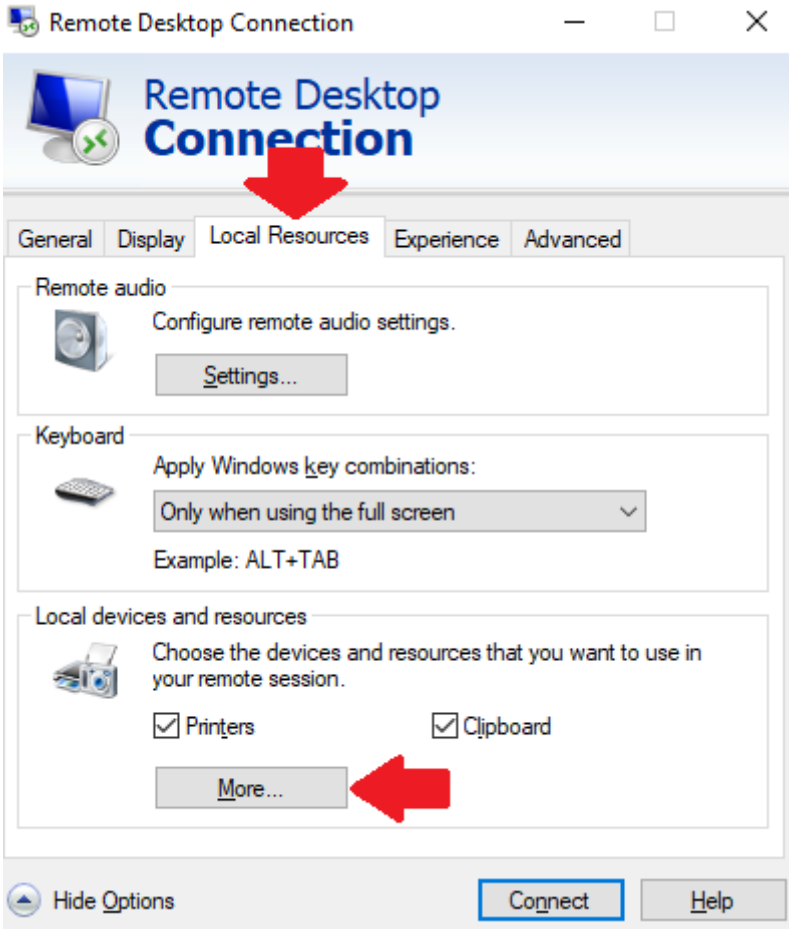 Remote Desktop Connection
Remote Desktop
Connection
General Display Local Resources Experience Advanced
Remote audio
Configure remote audio settings.
Settings...
Keyboard
Apply Windows key combinations:
Only when using the full screen
Example: ALT+TAB
Local devices and resources
Choose the devices and resources that you want to use in
your remote session.
Printers Clipboard
More...
Hide Options Connect Help